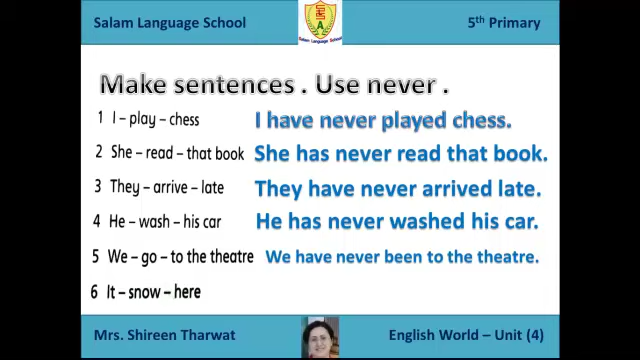 Salam Language School
5th Primary
Salam Language School
Make sentences . Use never .
1 I – play – chess I have never played chess.
2 She – read – that book She has never read that book.
3 They – arrive – late They have never arrived late.
4 He – wash – his car He has never washed his car.
5 We – go – to the theatre We have never been to the theatre.
6 It – snow – here
Mrs. Shireen Tharwat
English World – Unit (4)